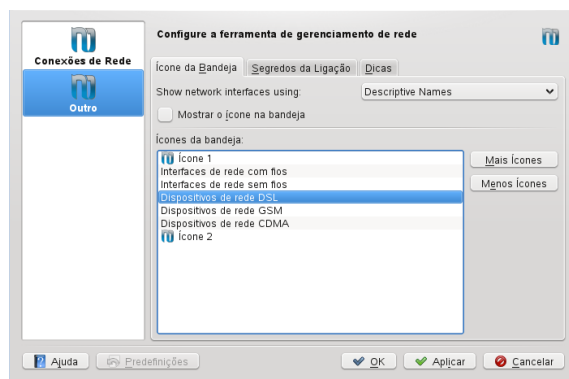 Configure a ferramenta de gerenciamento de rede
Conexões de Rede
Outro
Ícone da Bandeja
Segredos da Ligação
Dicas
Show network interfaces using:
Descriptive Names
Mostrar o ícone na bandeja
Ícones da bandeja:
Ícone 1
Interfaces de rede com fios
Interfaces de rede sem fios
Dispositivos de rede DSL
Dispositivos de rede GSM
Dispositivos de rede CDMA
Ícone 2
Mais Ícones
Menos Ícones
Ajuda
Predefinições
OK
Aplicar
Cancelar